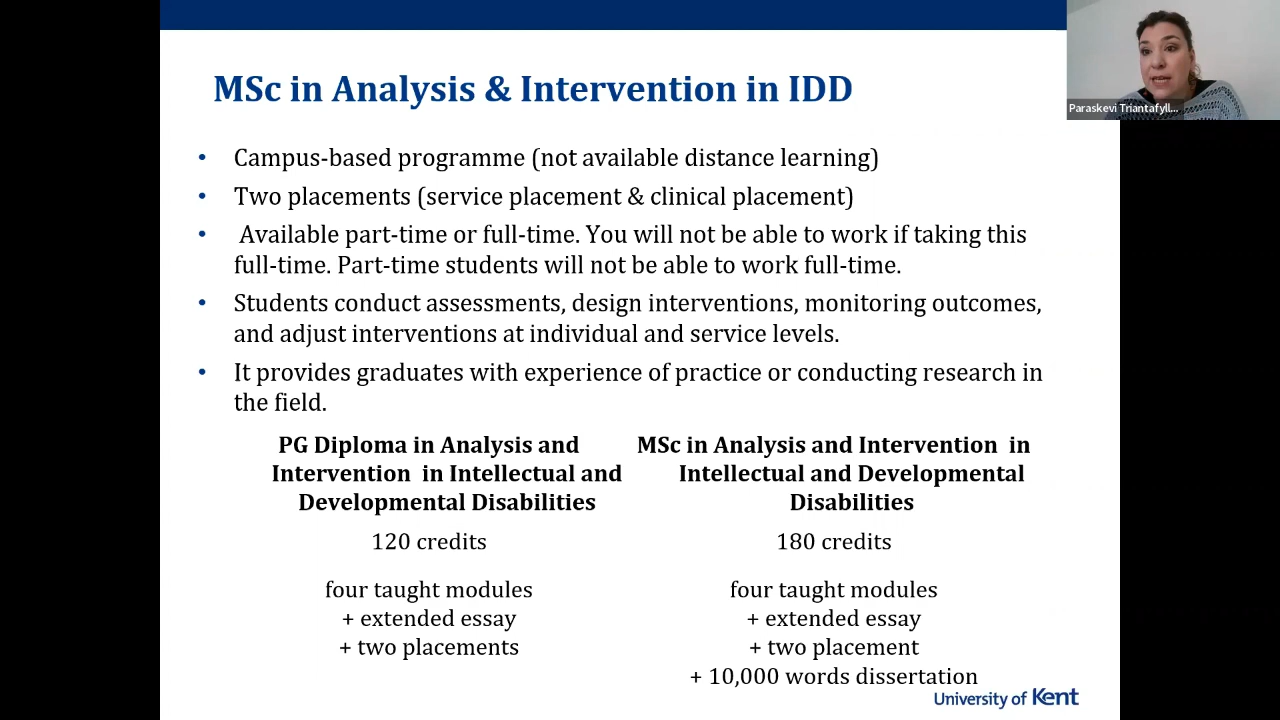 MSc in Analysis & Intervention in IDD
Paraskevi Triantafyll...
• Campus-based programme (not available distance learning)
• Two placements (service placement & clinical placement)
• Available part-time or full-time. You will not be able to work if taking this
full-time. Part-time students will not be able to work full-time.
• Students conduct assessments, design interventions, monitoring outcomes,
and adjust interventions at individual and service levels.
• It provides graduates with experience of practice or conducting research in
the field.
PG Diploma in Analysis and
Intervention in Intellectual and
Developmental Disabilities
120 credits
four taught modules
+ extended essay
+ two placements
MSc in Analysis and Intervention in
Intellectual and Developmental
Disabilities
180 credits
four taught modules
+ extended essay
+ two placement
+ 10,000 words dissertation
University of Kent